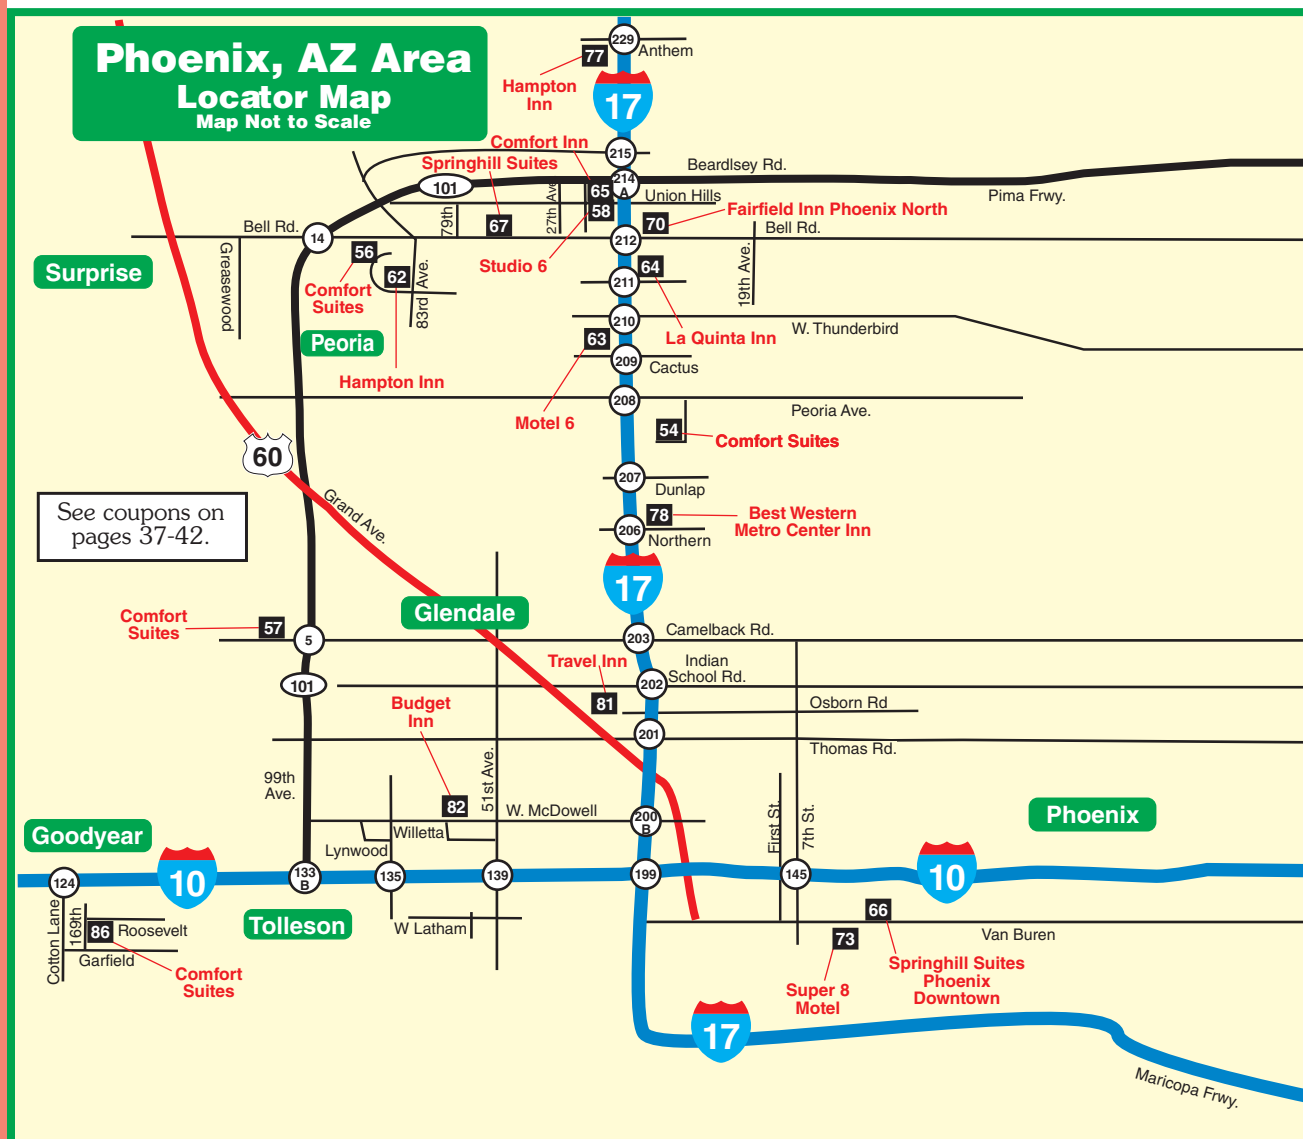 Phoenix, AZ Area
Locator Map
Map Not to Scale
229
Anthem
77
Hampton
Inn
17
Comfort Inn
215
Springhill Suites
Beardlsey Rd.
101
214
A
65
Union Hills
Pima Frwy.
27th Ave
79th
58
67
70
Fairfield Inn Phoenix North
Bell Rd.
14
212
Bell Rd.
Greasewood
56
62
83rd Ave.
Studio 6
64
19th Ave.
Surprise
Comfort
Suites
211
210
W. Thunderbird
Peoria
63
La Quinta Inn
209
Cactus
Hampton Inn
208
Peoria Ave.
Motel 6
54
Comfort Suites
60
207
Dunlap
Grand Ave.
See coupons on
pages 37-42.
78
Best Western
Metro Center Inn
206
Northern
17
Glendale
Comfort
Suites
57
5
203
Camelback Rd.
Travel Inn
Indian
School Rd.
101
202
81
Osborn Rd
Budget
Inn
201
Thomas Rd.
99th
Ave.
51st Ave.
82
W. McDowell
200
B
First St.
7th St.
Phoenix
Goodyear
Willetta
Lynwood
10
124
133
B
135
139
199
145
10
Cotton Lane
169th
86
Roosevelt
Garfield
Tolleson
W Latham
66
Van Buren
73
Comfort
Suites
Springhill Suites
Phoenix
Downtown
Super 8
Motel
17
Maricopa Frwy.